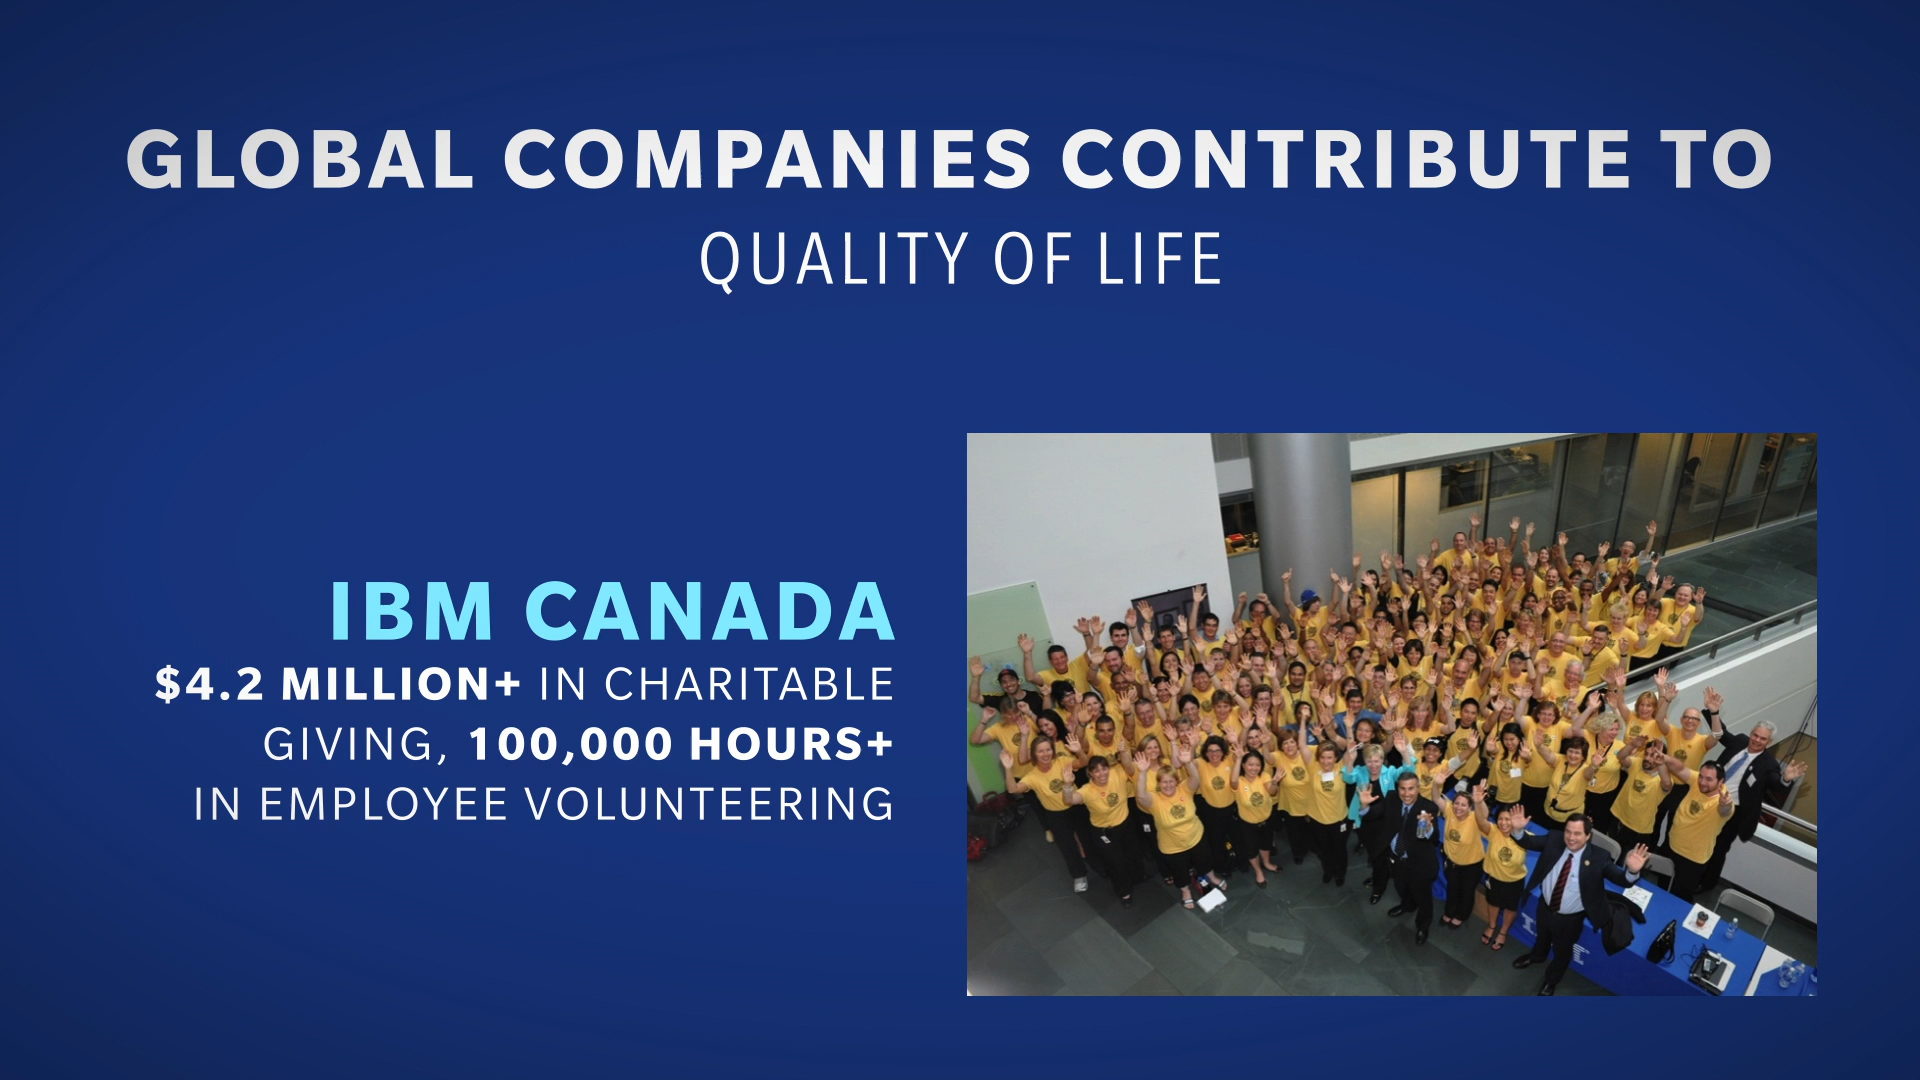 GLOBAL COMPANIES CONTRIBUTE TO
QUALITY OF LIFE
IBM CANADA
$4.2 MILLION+ IN CHARITABLE
GIVING, 100,000 HOURS+
IN EMPLOYEE VOLUNTEERING